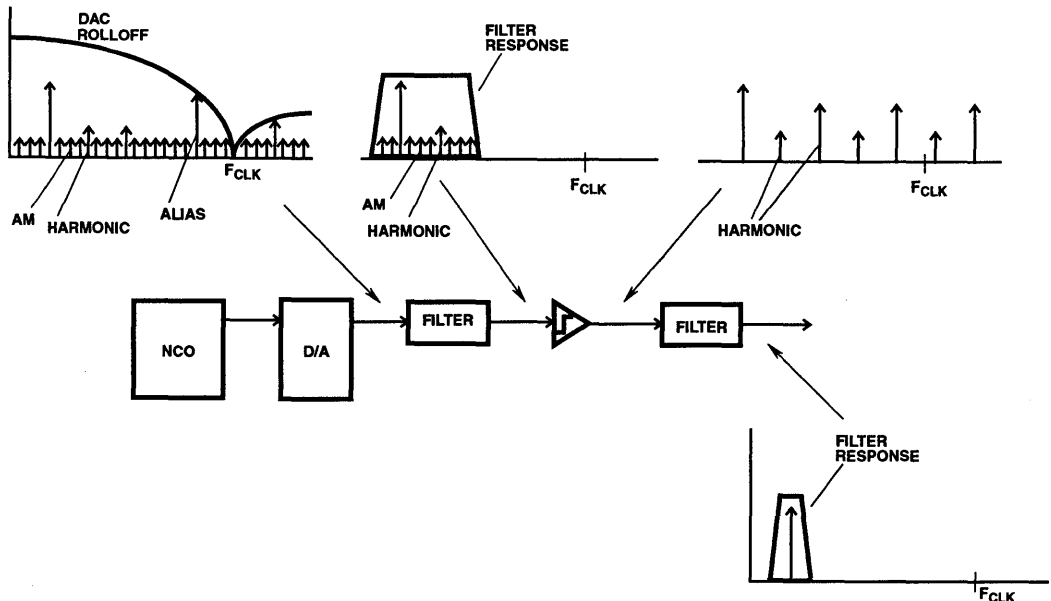 DAC
ROLLOFF
FCLK
AM
HARMONIC
ALIAS
FILTER
RESPONSE
FCLK
AM
HARMONIC
FCLK
HARMONIC
NCO
D/A
FILTER
FILTER
FILTER
RESPONSE
FCLK